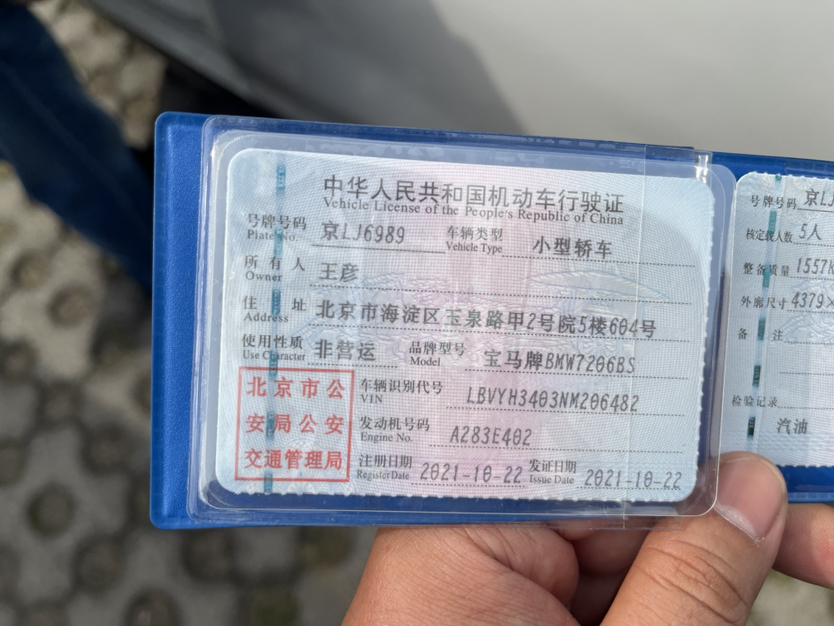 中华人民共和国机动车行驶证
Vehicle License of the People's Republic of China
号牌号码 京LJ6989 车辆类型 小型轿车
Plate No. Vehicle Type
所有人 王彦
Owner
住址 北京市海淀区玉泉路甲2号院5楼604号
Address
使用性质 非营运 品牌型号 宝马牌BMW7206BS
Use Character Model
北京市公
安局公安
交通管理局
车辆识别代号 LBVYH3403NM206482
VIN
发动机号码 A283E402
Engine No.
注册日期 2021-10-22 发证日期 2021-10-22
Register Date Issue Date
号牌号码 京LJ
核定载人数 5人
整备质量 1557
外廓尺寸 4379×
备注
检验记录
汽油